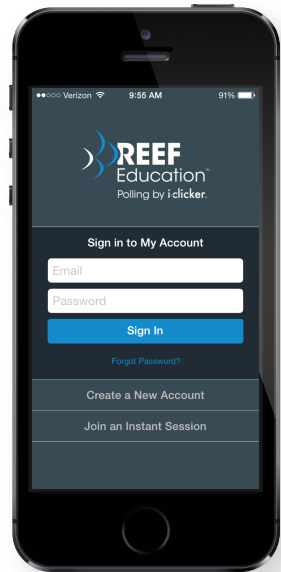 Verizon 9:55 AM 91%
REEF
Education™
Polling by i>clicker.
Sign in to My Account
Email
Password
Sign In
Forgot Password?
Create a New Account
Join an Instant Session